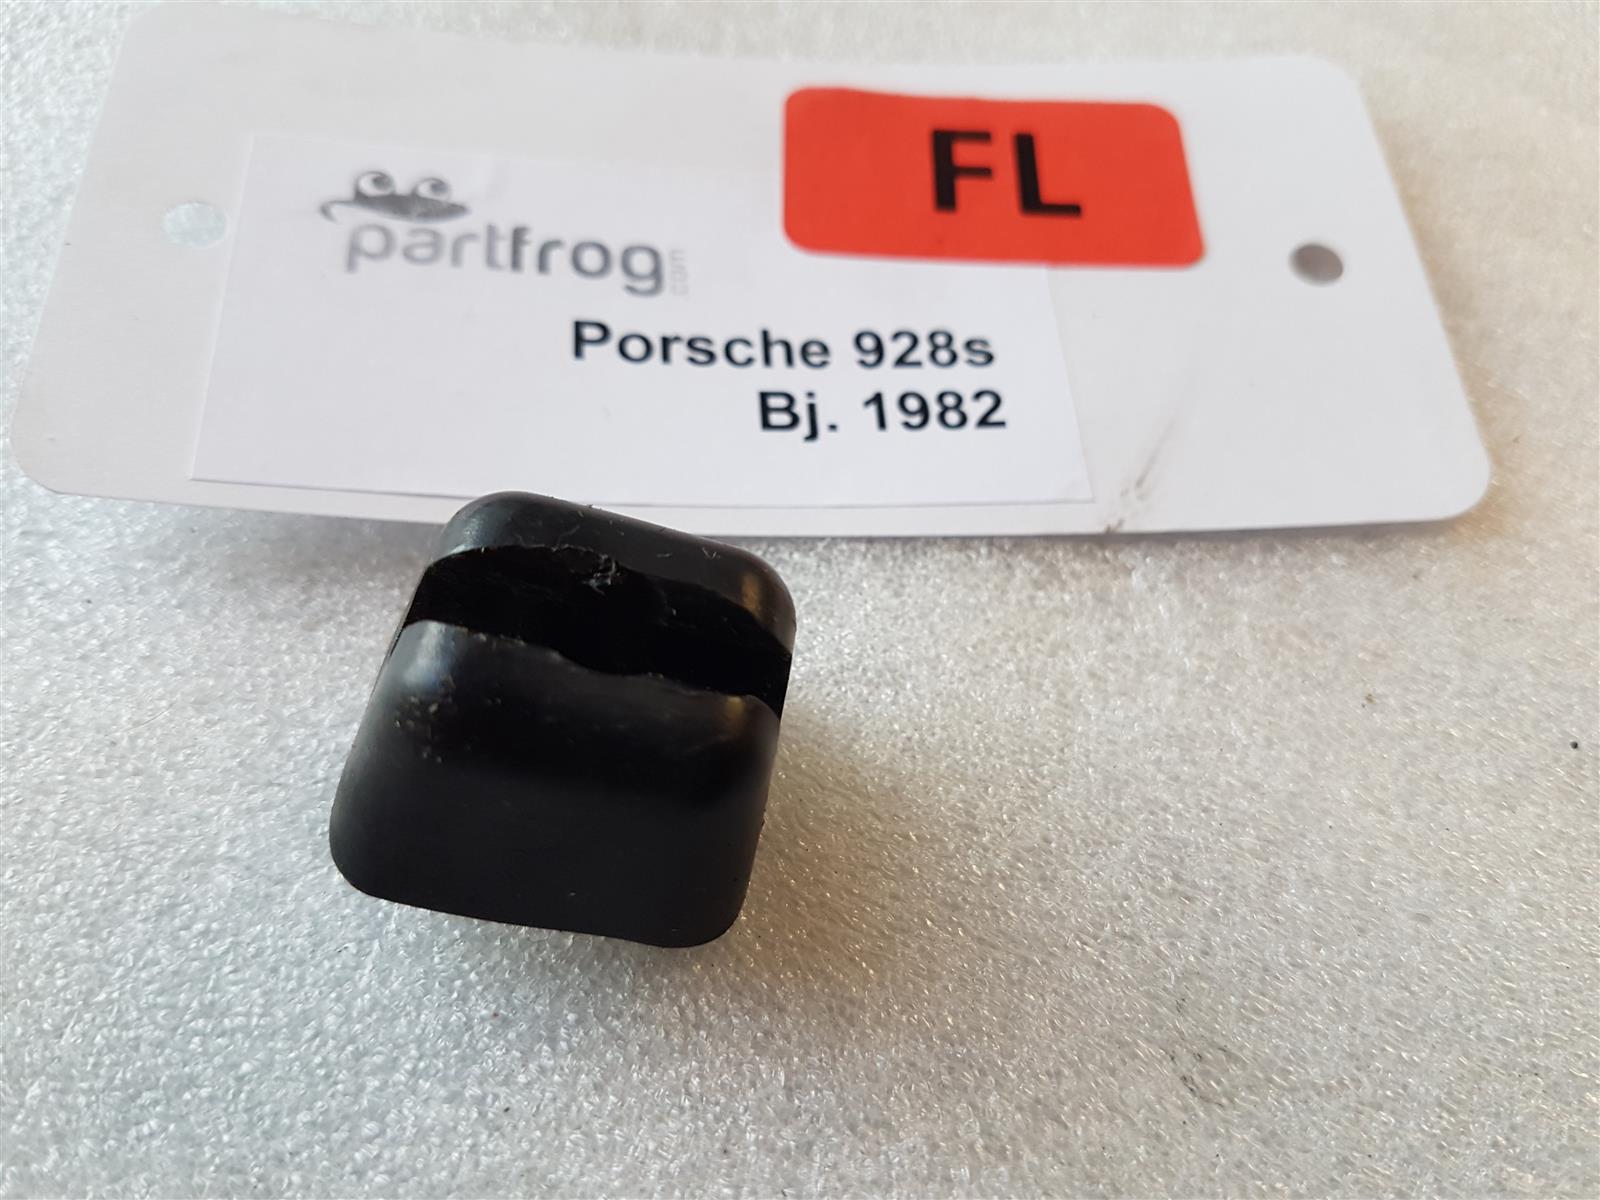 FL
partfrog.com
Porsche 928s
Bj. 1982